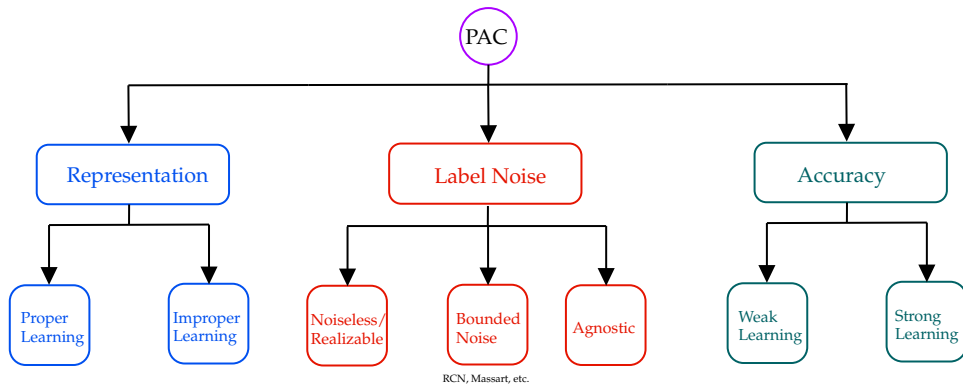 PAC
Representation
Label Noise
Accuracy
Proper
Learning
Improper
Learning
Noiseless/
Realizable
Bounded
Noise
Agnostic
Weak
Learning
Strong
Learning
RCN, Massart, etc.